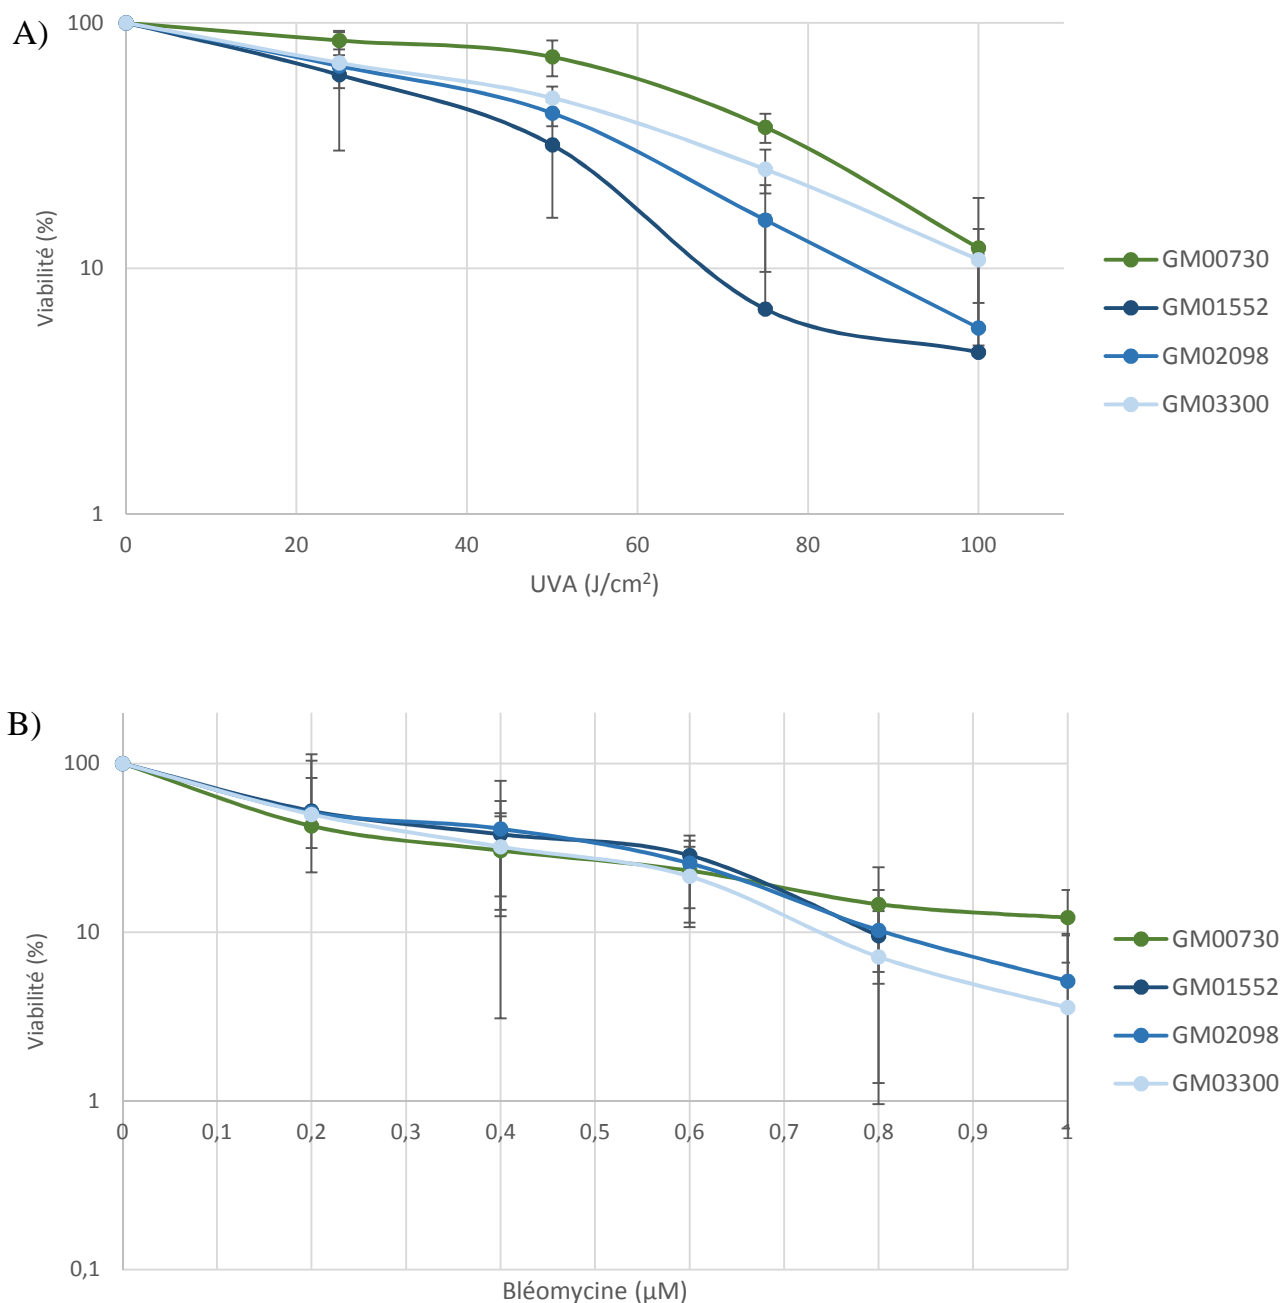 A)
100
10
1
Viabilité (%)
0 20 40 60 80 100
UVA (J/cm²)
GM00730
GM01552
GM02098
GM03300
B)
100
10
1
0,1
Viabilité (%)
0 0,1 0,2 0,3 0,4 0,5 0,6 0,7 0,8 0,9 1
Bléomycine (µM)
GM00730
GM01552
GM02098
GM03300